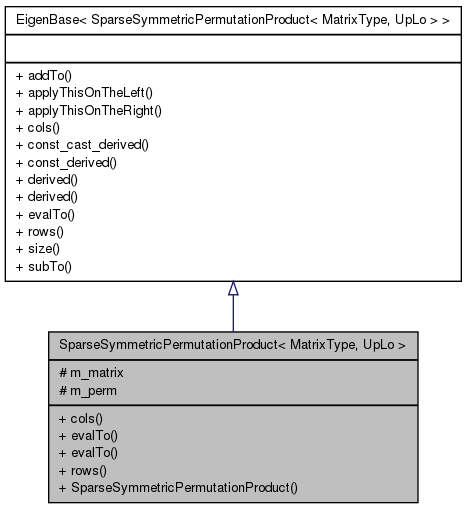 EigenBase< SparseSymmetricPermutationProduct< MatrixType, UpLo > >
+ addTo()
+ applyThisOnTheLeft()
+ applyThisOnTheRight()
+ cols()
+ const_cast_derived()
+ const_derived()
+ derived()
+ derived()
+ evalTo()
+ rows()
+ size()
+ subTo()
SparseSymmetricPermutationProduct< MatrixType, UpLo >
# m_matrix
# m_perm
+ cols()
+ evalTo()
+ evalTo()
+ rows()
+ SparseSymmetricPermutationProduct()